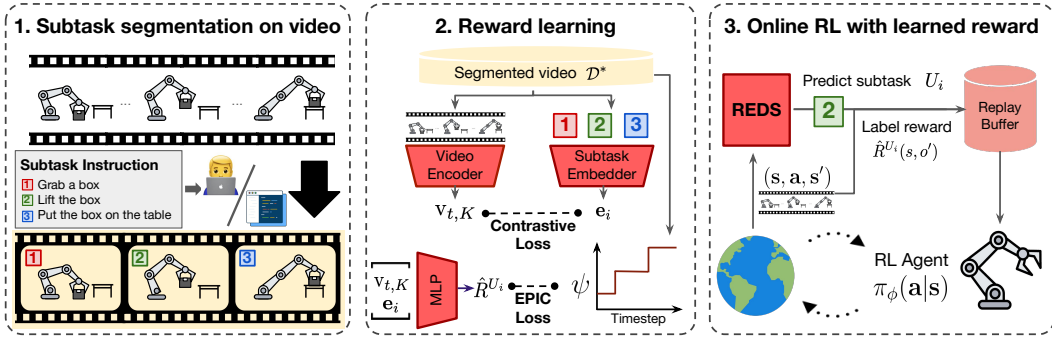 1. Subtask segmentation on video
...
...
Subtask Instruction
1 Grab a box
2 Lift the box
3 Put the box on the table
1
2
3
2. Reward learning
Segmented video 𝒟*
1 2 3
Video Encoder
Subtask Embedder
v_{t,K}
e_i
Contrastive Loss
v_{t,K}
e_i
MLP
R̂^{U_i}
EPIC Loss
ψ
Timestep
3. Online RL with learned reward
REDS
Predict subtask U_i
2
Label reward
R̂^{U_i}(s, o′)
Replay Buffer
(s, a, s′)
RL Agent
π_ϕ(a|s)